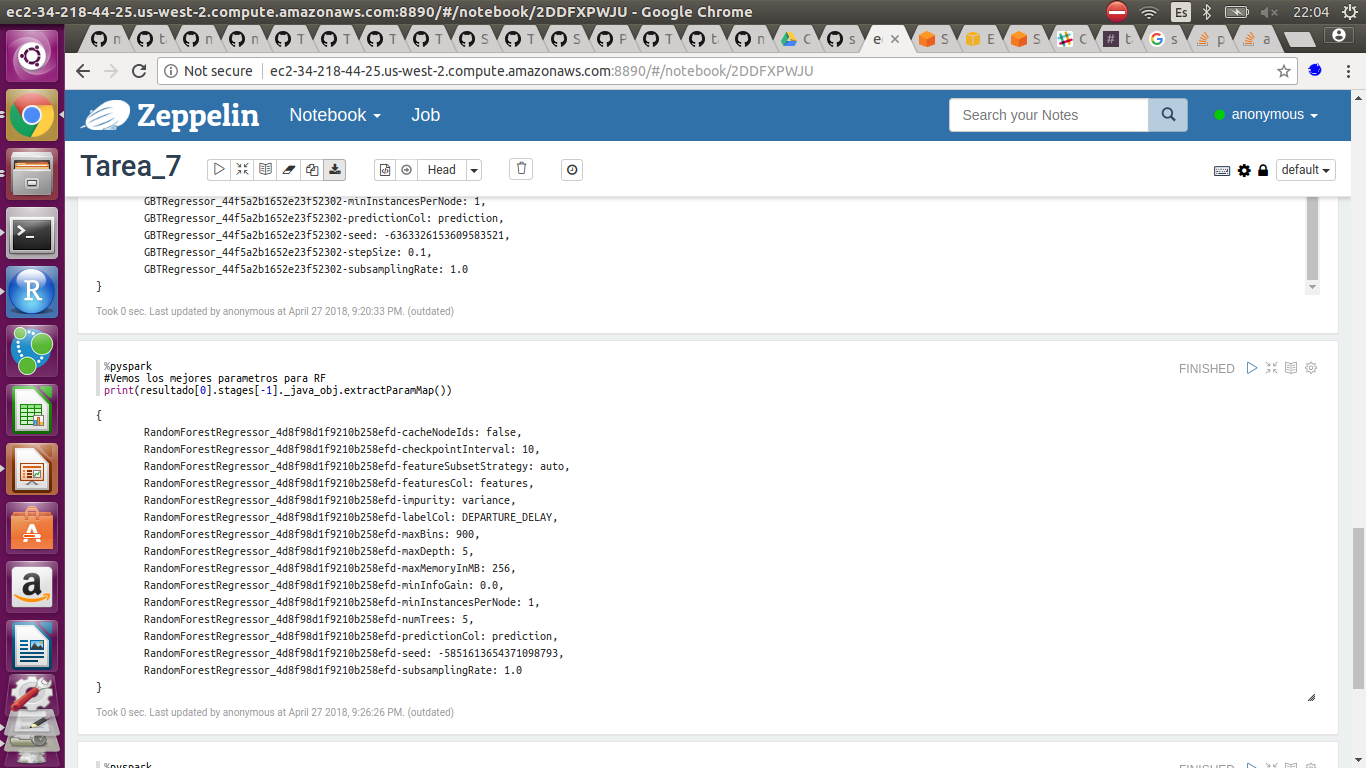 ec2-34-218-44-25.us-west-2.compute.amazonaws.com:8890/#/notebook/2DDFXPWJU - Google Chrome
Es
22:04
Not secure
ec2-34-218-44-25.us-west-2.compute.amazonaws.com:8890/#/notebook/2DDFXPWJU
Zeppelin
Notebook
Job
Search your Notes
anonymous
Tarea_7
Head
default
GBTRegressor_44f5a2b1652e23f52302-minInstancesPerNode: 1,
GBTRegressor_44f5a2b1652e23f52302-predictionCol: prediction,
GBTRegressor_44f5a2b1652e23f52302-seed: -6363326153609583521,
GBTRegressor_44f5a2b1652e23f52302-stepSize: 0.1,
GBTRegressor_44f5a2b1652e23f52302-subsamplingRate: 1.0
}
Took 0 sec. Last updated by anonymous at April 27 2018, 9:20:33 PM. (outdated)
FINISHED
%pyspark
#Vemos los mejores parametros para RF
print(resultado[0].stages[-1]._java_obj.extractParamMap())
{
RandomForestRegressor_4d8f98d1f9210b258efd-cacheNodeIds: false,
RandomForestRegressor_4d8f98d1f9210b258efd-checkpointInterval: 10,
RandomForestRegressor_4d8f98d1f9210b258efd-featureSubsetStrategy: auto,
RandomForestRegressor_4d8f98d1f9210b258efd-featuresCol: features,
RandomForestRegressor_4d8f98d1f9210b258efd-impurity: variance,
RandomForestRegressor_4d8f98d1f9210b258efd-labelCol: DEPARTURE_DELAY,
RandomForestRegressor_4d8f98d1f9210b258efd-maxBins: 900,
RandomForestRegressor_4d8f98d1f9210b258efd-maxDepth: 5,
RandomForestRegressor_4d8f98d1f9210b258efd-maxMemoryInMB: 256,
RandomForestRegressor_4d8f98d1f9210b258efd-minInfoGain: 0.0,
RandomForestRegressor_4d8f98d1f9210b258efd-minInstancesPerNode: 1,
RandomForestRegressor_4d8f98d1f9210b258efd-numTrees: 5,
RandomForestRegressor_4d8f98d1f9210b258efd-predictionCol: prediction,
RandomForestRegressor_4d8f98d1f9210b258efd-seed: -5851613654371098793,
RandomForestRegressor_4d8f98d1f9210b258efd-subsamplingRate: 1.0
}
Took 0 sec. Last updated by anonymous at April 27 2018, 9:26:26 PM. (outdated)
%pyspark
FINISHED